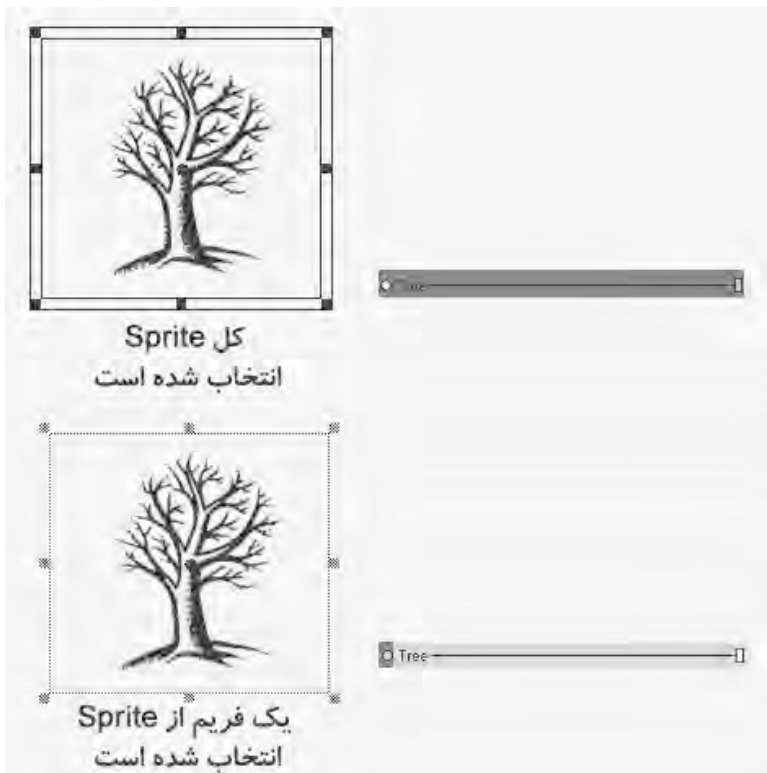 کل Sprite
انتخاب شده است
Tree
یک فریم از Sprite
انتخاب شده است